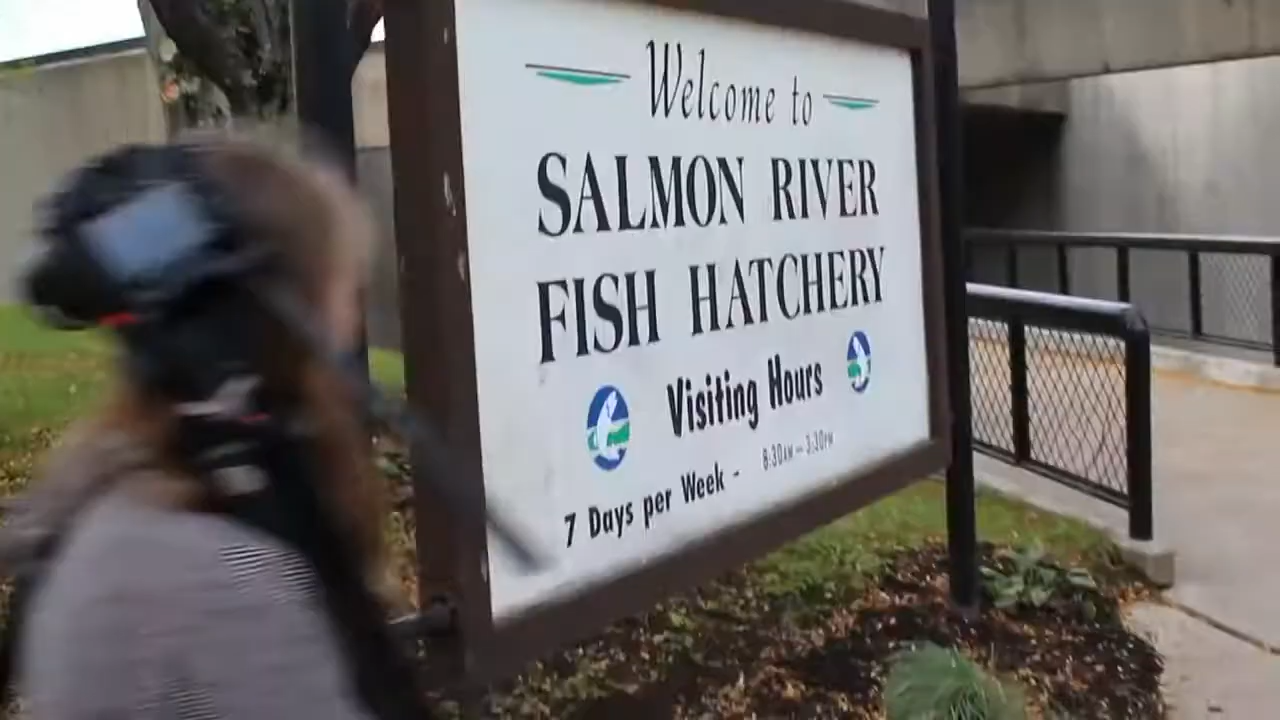 Welcome to
SALMON RIVER
FISH HATCHERY
Visiting Hours
7 Days per Week - 8:30AM - 3:30PM